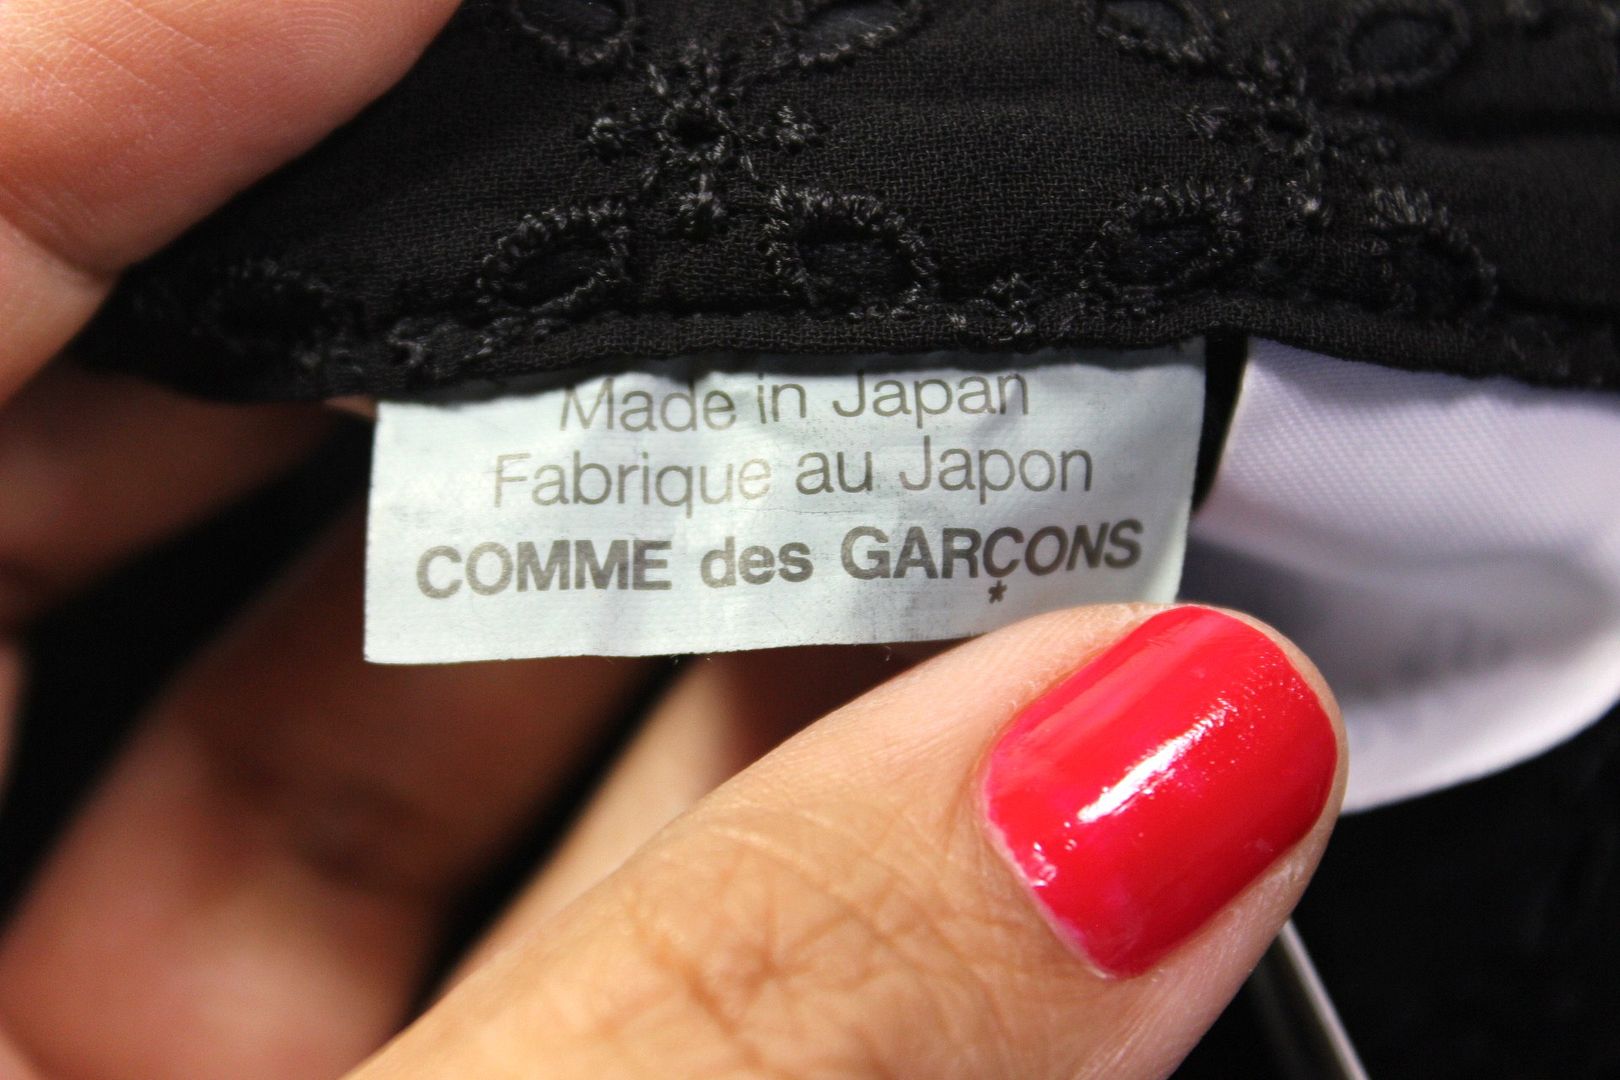 Made in Japan
Fabrique au Japon
COMME des GARÇONS
*